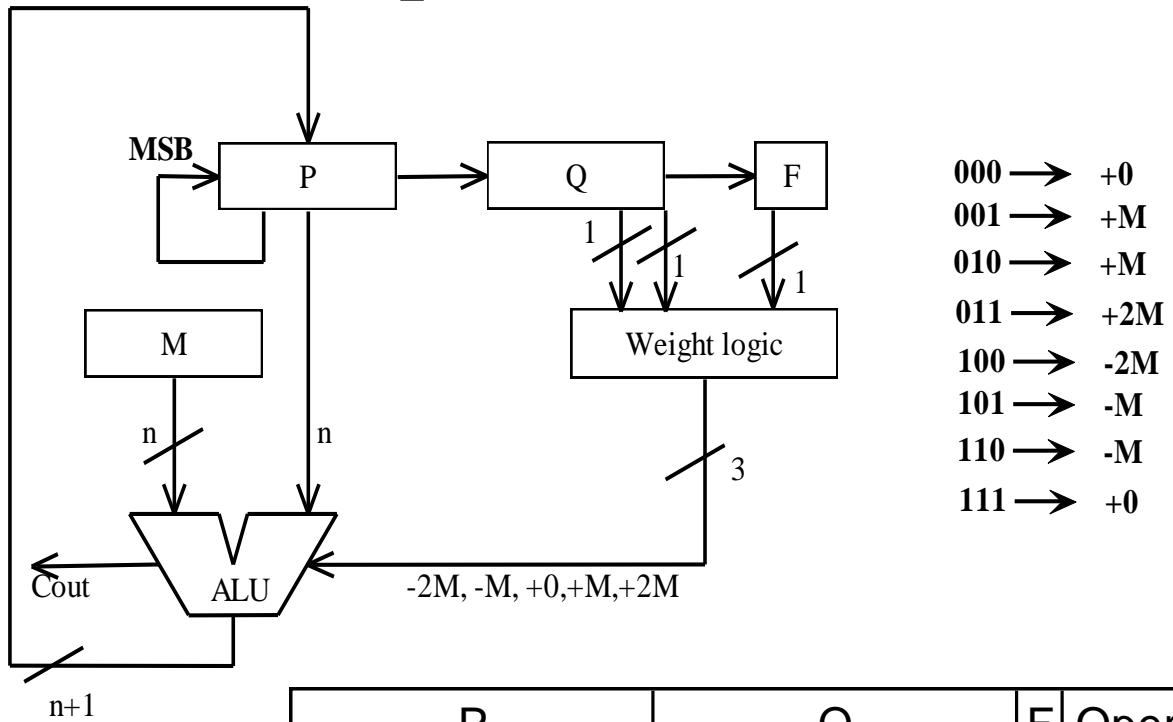 MSB
P
Q
F
1
1
1
M
Weight logic
n
n
3
Cout
ALU
-2M, -M, +0,+M,+2M
n+1
000 +0
001 +M
010 +M
011 +2M
100 -2M
101 -M
110 -M
111 +0